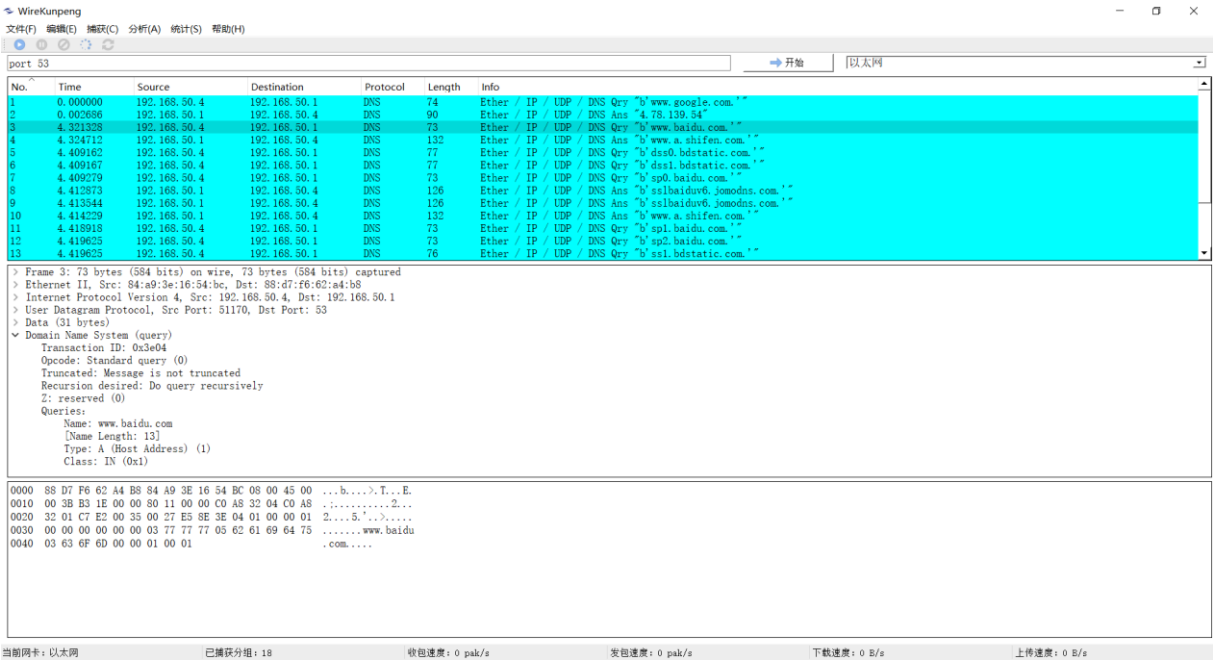 WireKunpeng
文件(F) 编辑(E) 捕获(C) 分析(A) 统计(S) 帮助(H)
port 53 开始 以太网
No. Time Source Destination Protocol Length Info
1 0.000000 192.168.50.4 192.168.50.1 DNS 74 Ether / IP / UDP / DNS Qry "b'www.google.com.'"
2 0.002686 192.168.50.1 192.168.50.4 DNS 90 Ether / IP / UDP / DNS Ans "4.78.139.54"
3 4.321328 192.168.50.4 192.168.50.1 DNS 73 Ether / IP / UDP / DNS Qry "b'www.baidu.com.'"
4 4.324712 192.168.50.1 192.168.50.4 DNS 132 Ether / IP / UDP / DNS Ans "b'www.a.shifen.com.'"
5 4.409162 192.168.50.4 192.168.50.1 DNS 77 Ether / IP / UDP / DNS Qry "b'dss0.bdstatic.com.'"
6 4.409167 192.168.50.4 192.168.50.1 DNS 77 Ether / IP / UDP / DNS Qry "b'dss1.bdstatic.com.'"
7 4.409279 192.168.50.4 192.168.50.1 DNS 73 Ether / IP / UDP / DNS Qry "b'sp0.baidu.com.'"
8 4.412873 192.168.50.1 192.168.50.4 DNS 126 Ether / IP / UDP / DNS Ans "b'sslbaiduv6.jomodns.com.'"
9 4.413544 192.168.50.1 192.168.50.4 DNS 126 Ether / IP / UDP / DNS Ans "b'sslbaiduv6.jomodns.com.'"
10 4.414229 192.168.50.1 192.168.50.4 DNS 132 Ether / IP / UDP / DNS Ans "b'www.a.shifen.com.'"
11 4.418918 192.168.50.4 192.168.50.1 DNS 73 Ether / IP / UDP / DNS Qry "b'sp1.baidu.com.'"
12 4.419625 192.168.50.4 192.168.50.1 DNS 73 Ether / IP / UDP / DNS Qry "b'sp2.baidu.com.'"
13 4.419625 192.168.50.4 192.168.50.1 DNS 76 Ether / IP / UDP / DNS Qry "b'ss1.bdstatic.com.'"
> Frame 3: 73 bytes (584 bits) on wire, 73 bytes (584 bits) captured
> Ethernet II, Src: 84:a9:3e:16:54:bc, Dst: 88:d7:f6:62:a4:b8
> Internet Protocol Version 4, Src: 192.168.50.4, Dst: 192.168.50.1
> User Datagram Protocol, Src Port: 51170, Dst Port: 53
> Data (31 bytes)
Domain Name System (query)
Transaction ID: 0x3e04
Opcode: Standard query (0)
Truncated: Message is not truncated
Recursion desired: Do query recursively
Z: reserved (0)
Queries:
Name: www.baidu.com
[Name Length: 13]
Type: A (Host Address) (1)
Class: IN (0x1)
0000 88 D7 F6 62 A4 B8 84 A9 3E 16 54 BC 08 00 45 00 ...b....>.T...E.
0010 00 3B B3 1E 00 00 80 11 00 00 C0 A8 32 04 C0 A8 .;..........2...
0020 32 01 C7 E2 00 35 00 27 E5 8E 3E 04 01 00 00 01 2....5.'..>.....
0030 00 00 00 00 00 00 03 77 77 77 05 62 61 69 64 75 .......www.baidu
0040 03 63 6F 6D 00 00 01 00 01 .com.....
当前网卡：以太网 已捕获分组：18 收包速度：0 pak/s 发包速度：0 pak/s 下载速度：0 B/s 上传速度：0 B/s